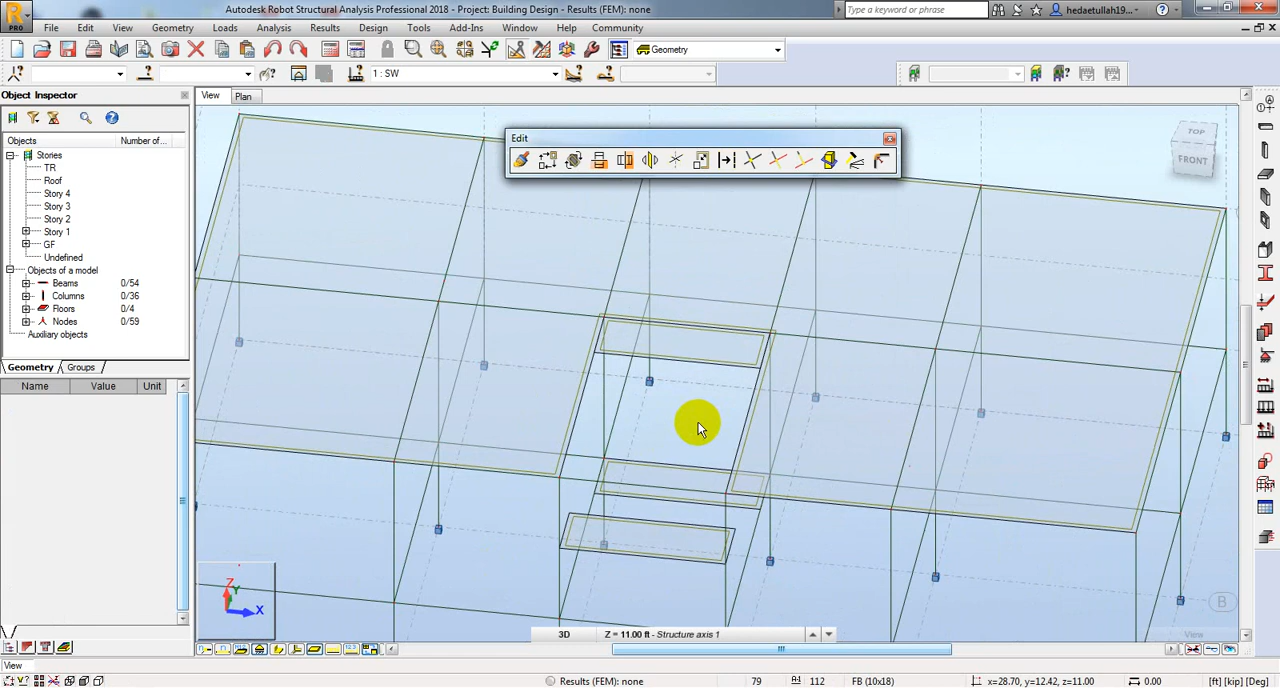 Autodesk Robot Structural Analysis Professional 2018 - Project: Building Design - Results (FEM): none
Type a keyword or phrase
hedaetullah19...
PRO
File Edit View Geometry Loads Analysis Results Design Tools Add-Ins Window Help Community
Geometry
1 : SW
Object Inspector
View Plan
Edit
Objects Number of...
Stories
TR
Roof
Story 4
Story 3
Story 2
Story 1
GF
Undefined
Objects of a model
Beams 0/54
Columns 0/36
Floors 0/4
Nodes 0/59
Auxiliary objects
Geometry Groups
Name Value Unit
TOP
FRONT
Z
Y
X
B
3D Z = 11.00 ft - Structure axis 1
View
View
Results (FEM): none 79 112 FB (10x18) x=28.70, y=12.42, z=11.00 0.00 [ft] [kip] [Deg]